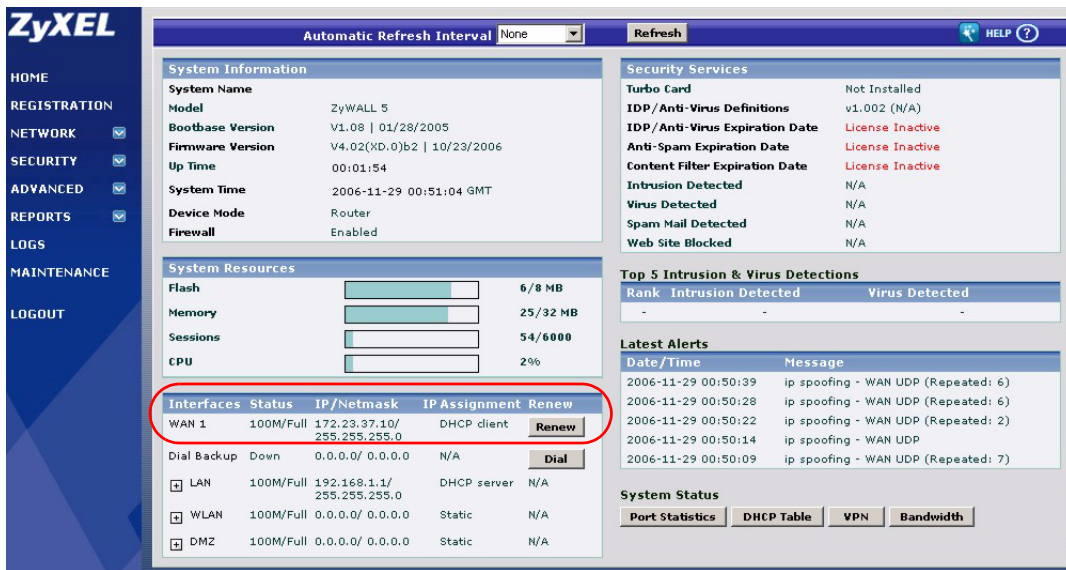 ZyXEL
Automatic Refresh Interval None Refresh HELP ?
HOME
REGISTRATION
NETWORK
SECURITY
ADVANCED
REPORTS
LOGS
MAINTENANCE
LOGOUT
System Information
System Name
Model ZyWALL 5
Bootbase Version V1.08 | 01/28/2005
Firmware Version V4.02(XD.0)b2 | 10/23/2006
Up Time 00:01:54
System Time 2006-11-29 00:51:04 GMT
Device Mode Router
Firewall Enabled
System Resources
Flash 6/8 MB
Memory 25/32 MB
Sessions 54/6000
CPU 2%
Interfaces Status IP/Netmask IP Assignment Renew
WAN 1 100M/Full 172.23.37.10/ DHCP client Renew
255.255.255.0
Dial Backup Down 0.0.0.0/ 0.0.0.0 N/A Dial
+ LAN 100M/Full 192.168.1.1/ DHCP server N/A
255.255.255.0
+ WLAN 100M/Full 0.0.0.0/ 0.0.0.0 Static N/A
+ DMZ 100M/Full 0.0.0.0/ 0.0.0.0 Static N/A
Security Services
Turbo Card Not Installed
IDP/Anti-Virus Definitions v1.002 (N/A)
IDP/Anti-Virus Expiration Date License Inactive
Anti-Spam Expiration Date License Inactive
Content Filter Expiration Date License Inactive
Intrusion Detected N/A
Virus Detected N/A
Spam Mail Detected N/A
Web Site Blocked N/A
Top 5 Intrusion & Virus Detections
Rank Intrusion Detected Virus Detected
- - -
Latest Alerts
Date/Time Message
2006-11-29 00:50:39 ip spoofing - WAN UDP (Repeated: 6)
2006-11-29 00:50:28 ip spoofing - WAN UDP (Repeated: 6)
2006-11-29 00:50:22 ip spoofing - WAN UDP (Repeated: 2)
2006-11-29 00:50:14 ip spoofing - WAN UDP
2006-11-29 00:50:09 ip spoofing - WAN UDP (Repeated: 7)
System Status
Port Statistics DHCP Table VPN Bandwidth